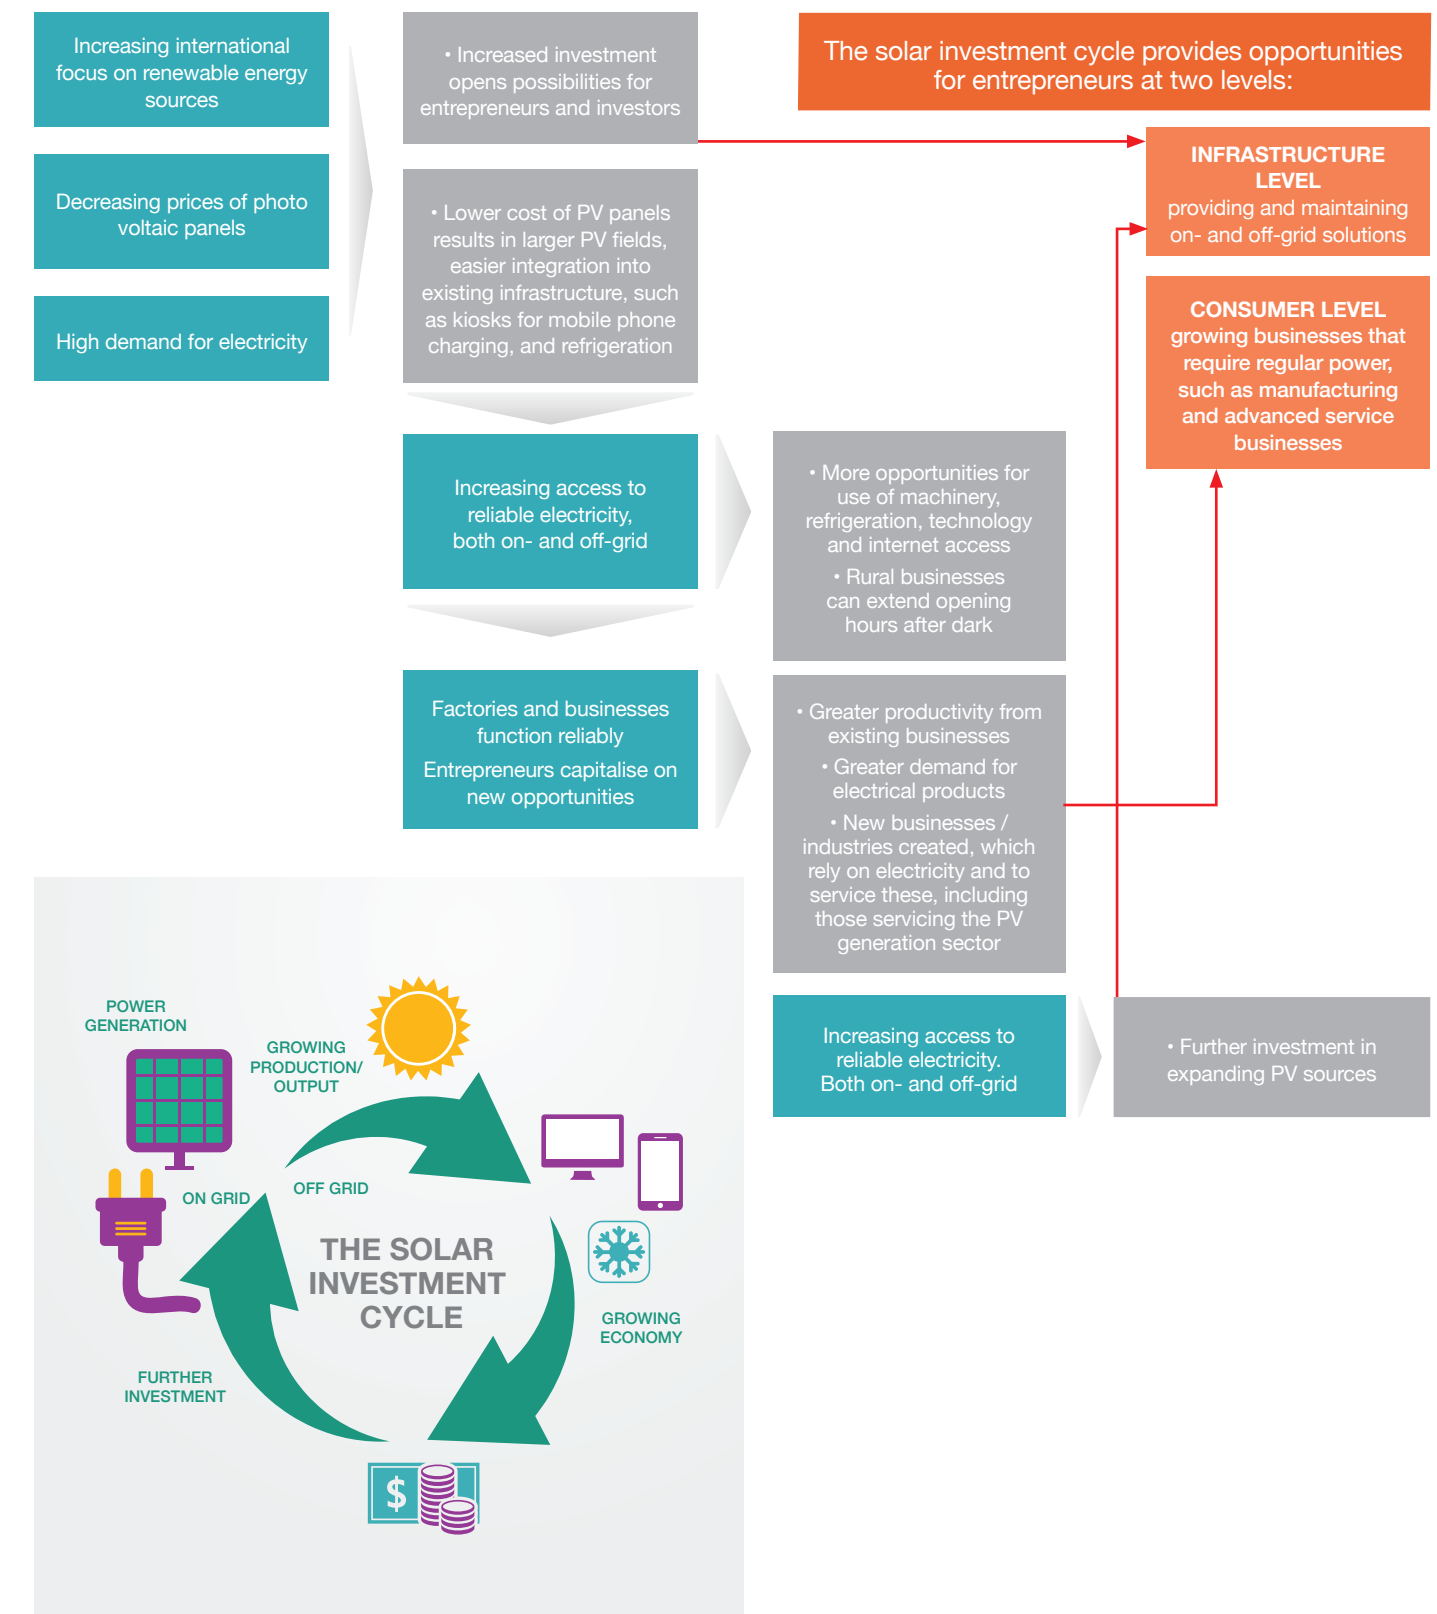 Increasing international
focus on renewable energy
sources
Decreasing prices of photo
voltaic panels
High demand for electricity
• Increased investment
opens possibilities for
entrepreneurs and investors
• Lower cost of PV panels
results in larger PV fields,
easier integration into
existing infrastructure, such
as kiosks for mobile phone
charging, and refrigeration
The solar investment cycle provides opportunities
for entrepreneurs at two levels:
INFRASTRUCTURE
LEVEL
providing and maintaining
on- and off-grid solutions
CONSUMER LEVEL
growing businesses that
require regular power,
such as manufacturing
and advanced service
businesses
Increasing access to
reliable electricity,
both on- and off-grid
• More opportunities for
use of machinery,
refrigeration, technology
and internet access
• Rural businesses
can extend opening
hours after dark
Factories and businesses
function reliably
Entrepreneurs capitalise on
new opportunities
• Greater productivity from
existing businesses
• Greater demand for
electrical products
• New businesses /
industries created, which
rely on electricity and to
service these, including
those servicing the PV
generation sector
Increasing access to
reliable electricity.
Both on- and off-grid
• Further investment in
expanding PV sources
POWER
GENERATION
GROWING
PRODUCTION/
OUTPUT
ON GRID
OFF GRID
THE SOLAR
INVESTMENT
CYCLE
GROWING
ECONOMY
FURTHER
INVESTMENT
$